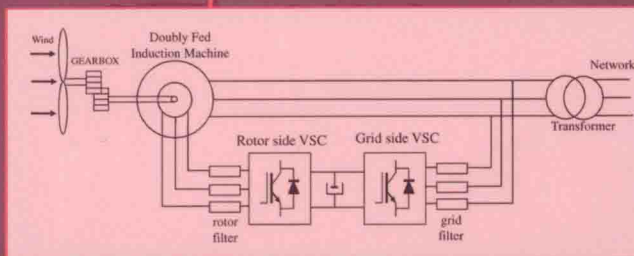 Doubly Fed
Induction Machine
Wind
GEARBOX
Network
Transformer
Rotor side VSC
Grid side VSC
rotor
filter
grid
filter